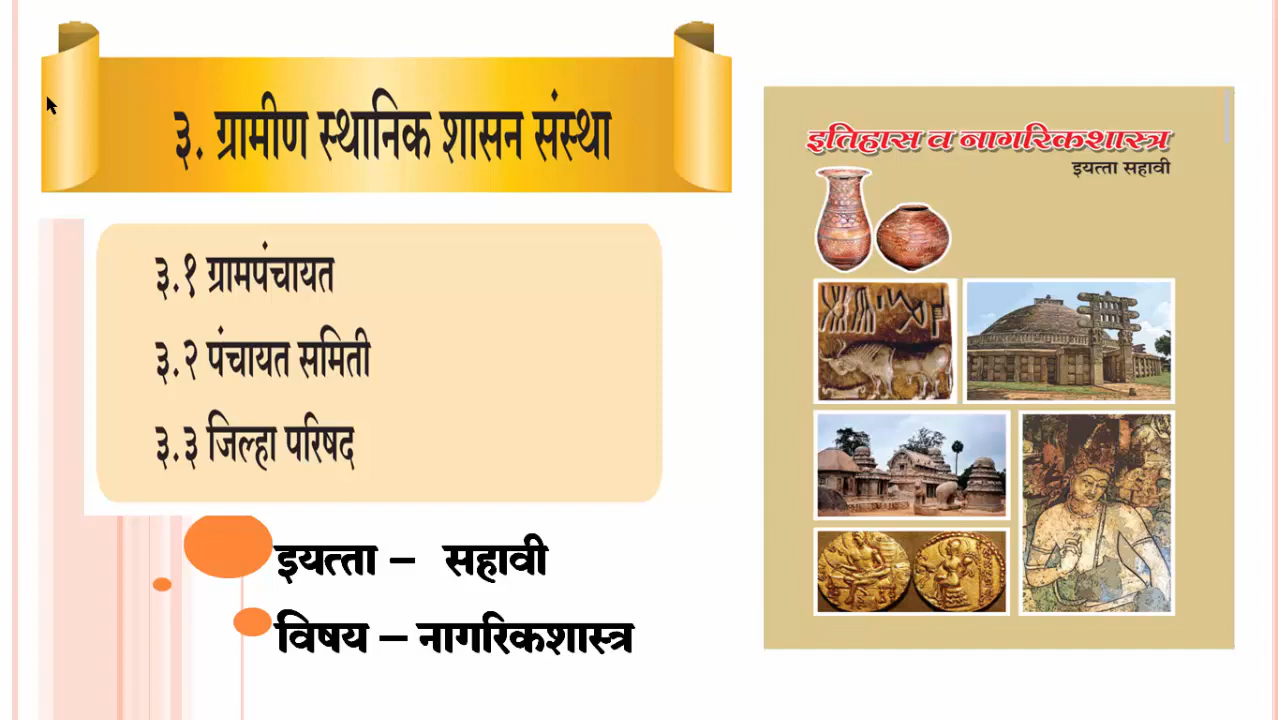 ३. ग्रामीण स्थानिक शासन संस्था
३.१ ग्रामपंचायत
३.२ पंचायत समिती
३.३ जिल्हा परिषद
इयत्ता – सहावी
विषय – नागरिकशास्त्र
इतिहास व नागरिकशास्त्र
इयत्ता सहावी